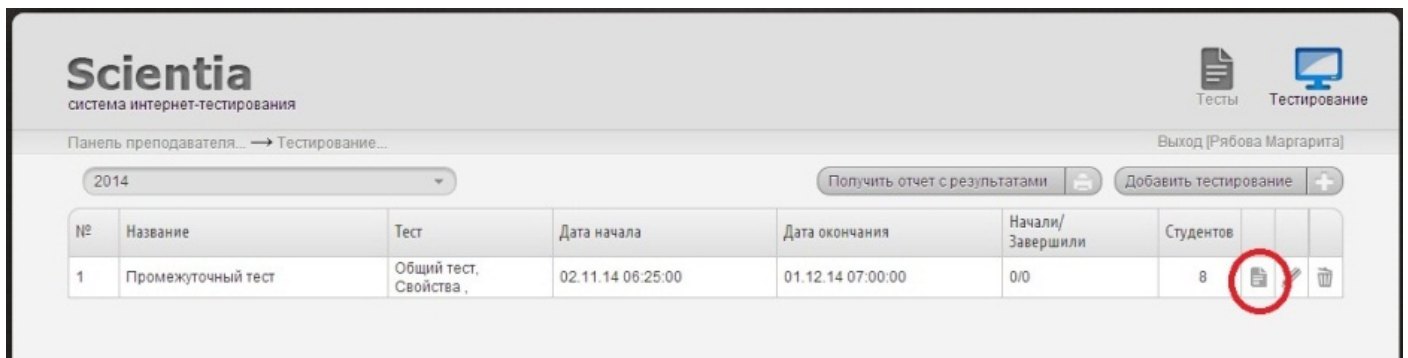 Scientia
система интернет-тестирования
Тесты
Тестирование
Панель преподавателя... → Тестирование...
Выход [Рябова Маргарита]
2014
Получить отчет с результатами
Добавить тестирование
№ Название Тест Дата начала Дата окончания Начали/ Студентов
Завершили
1 Промежуточный тест Общий тест, 02.11.14 06:25:00 01.12.14 07:00:00 0/0 8
Свойства ,